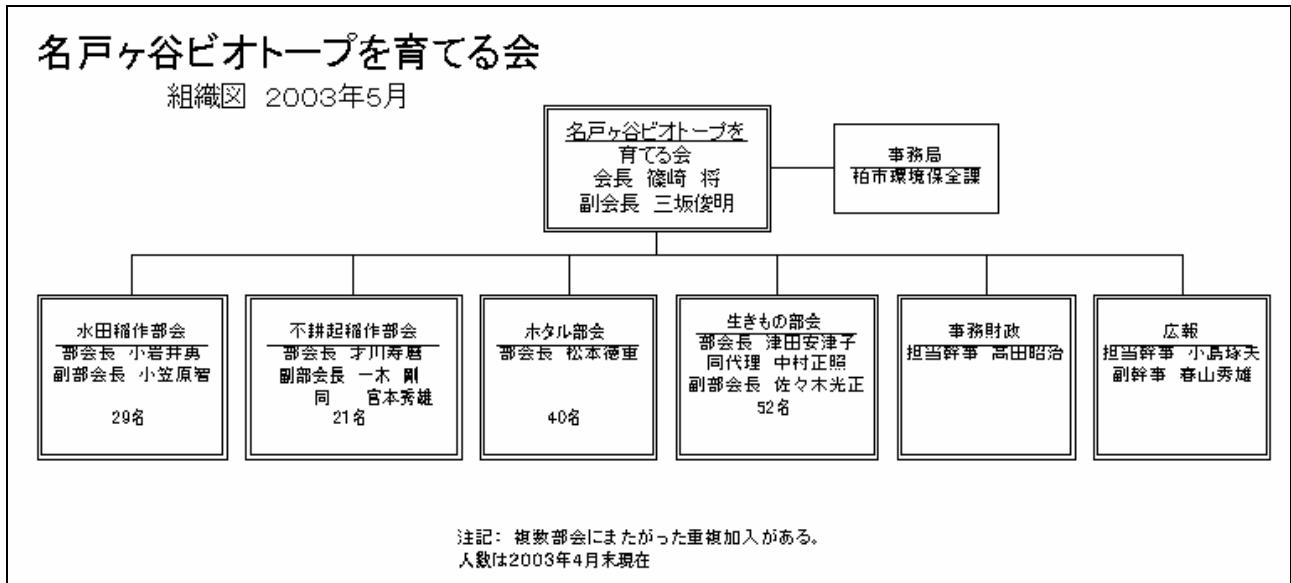 名戸ヶ谷ビオトープを育てる会
組織図 2003年5月
名戸ヶ谷ビオトープを
育てる会
会長 篠崎 将
副会長 三坂俊明
事務局
柏市環境保全課
水田稲作部会
部会長 小岩井勇
副部会長 小笠原智
29名
不耕起稲作部会
部会長 才川寿麿
副部会長 一木 剛
同 宮本秀雄
21名
ホタル部会
部会長 松本徳重
40名
生きもの部会
部会長 津田安津子
同代理 中村正照
副部会長 佐々木光正
52名
事務財政
担当幹事 高田昭治
広報
担当幹事
副幹事 春山秀雄
注記: 複数部会にまたがった重複加入がある。
人数は2003年4月末現在